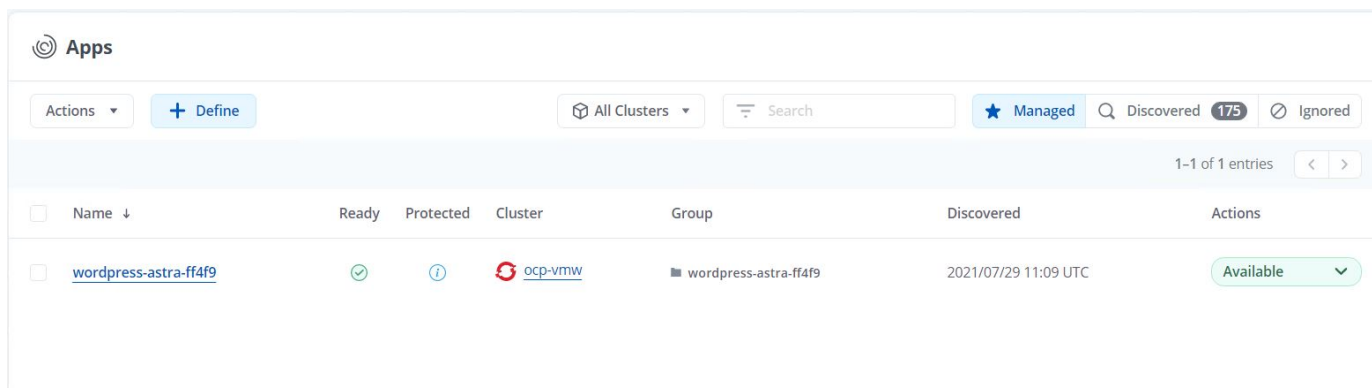 Apps
Actions + Define All Clusters Search Managed Discovered 175 Ignored
1–1 of 1 entries < >
Name ↓ Ready Protected Cluster Group Discovered Actions
wordpress-astra-ff4f9 i ocp-vmw wordpress-astra-ff4f9 2021/07/29 11:09 UTC Available